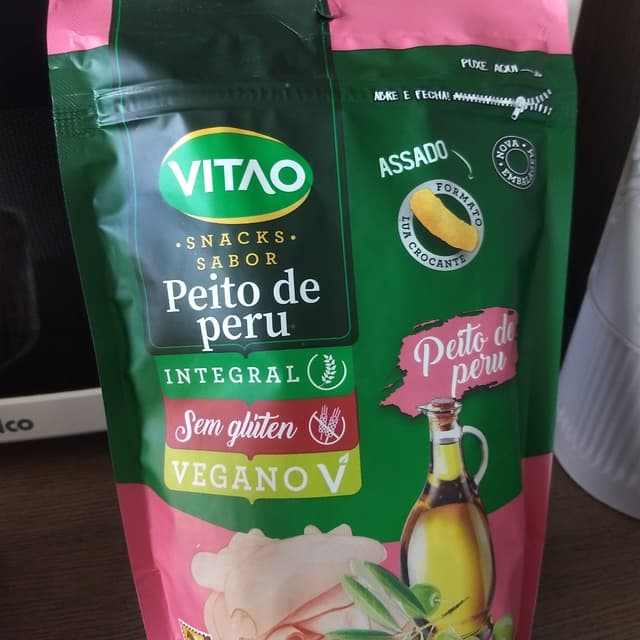 PUXE AQUI
ABRE E FECHA!
VITAO
ASSADO
NOVA
EMBALAGEM
FORMATO
LUA CROCANTE
•SNACKS•
SABOR
Peito de
peru
Peito de
peru
INTEGRAL
Sem glúten
VEGANO
ico